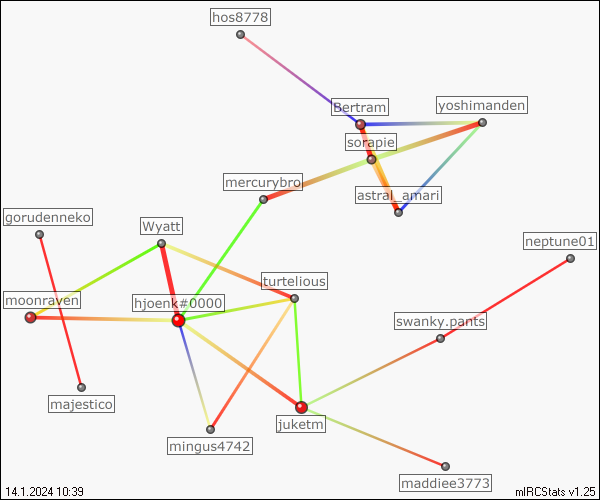 hos8778
Bertram
yoshimanden
sorapie
mercurybro
astral_amari
gorudenneko
Wyatt
neptune01
turtelious
moonraven
hjoenk#0000
swanky.pants
majestico
juketm
mingus4742
maddiee3773
14.1.2024 10:39
mIRCStats v1.25